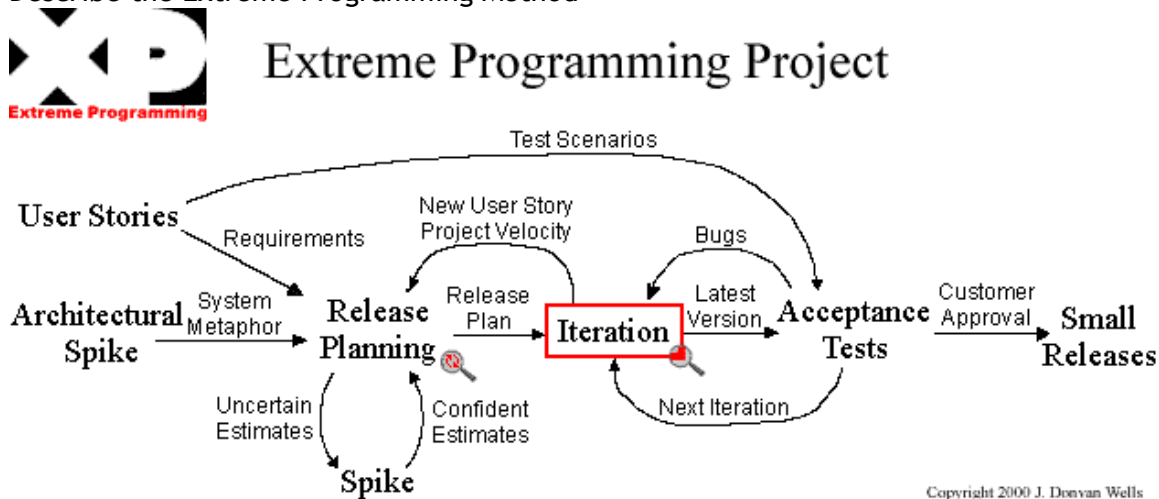 Describe the Extreme Programming Method
XP
Extreme Programming
Extreme Programming Project
Test Scenarios
User Stories
Requirements
New User Story
Project Velocity
Bugs
Architectural
Spike
System
Metaphor
Release
Planning
Release
Plan
Iteration
Latest
Version
Acceptance
Tests
Customer
Approval
Small
Releases
Uncertain
Estimates
Confident
Estimates
Next Iteration
Spike
Copyright 2000 J. Donvan Wells